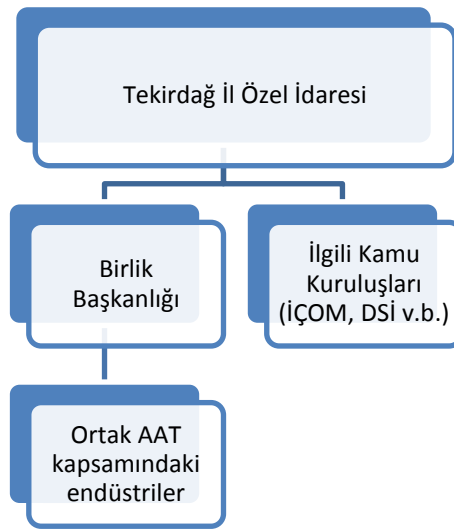 Tekirdağ İl Özel İdaresi
Birlik
Başkanlığı
İlgili Kamu
Kuruluşları
(İÇOM, DSİ v.b.)
Ortak AAT
kapsamındaki
endüstriler